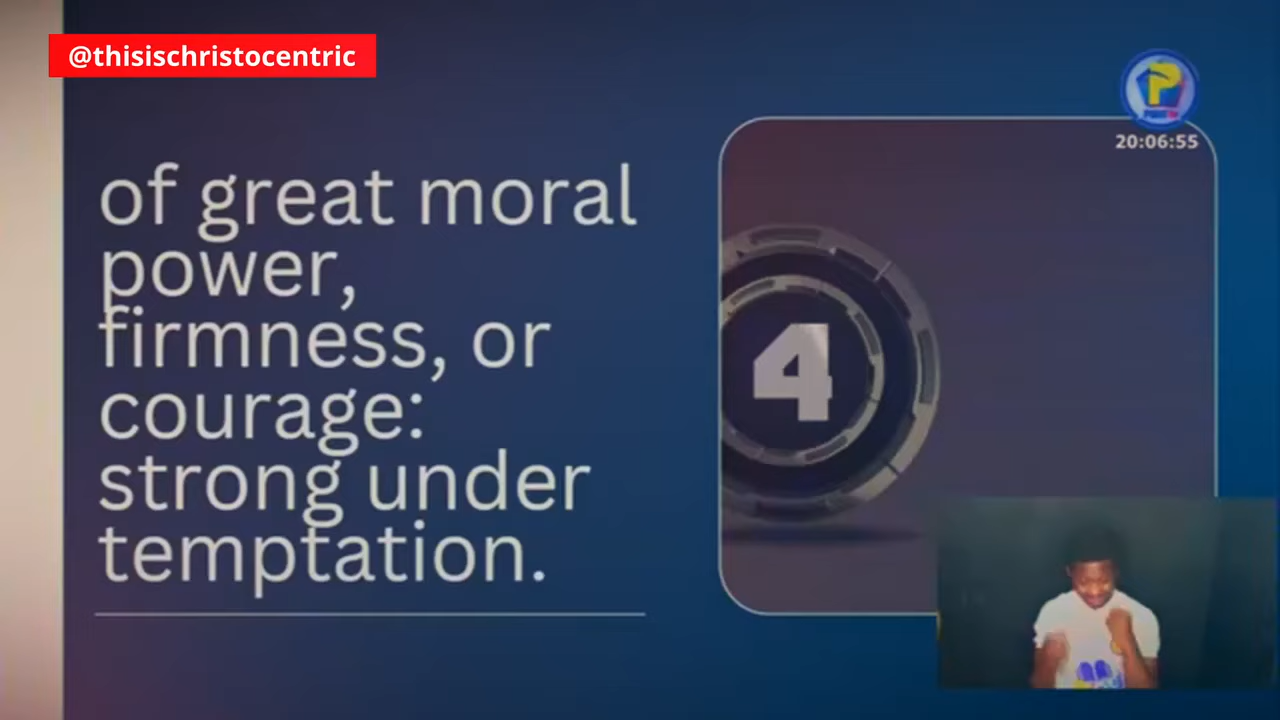 @thisischristocentric
P
20:06:55
of great moral
power,
firmness, or
courage:
strong under
temptation.
4